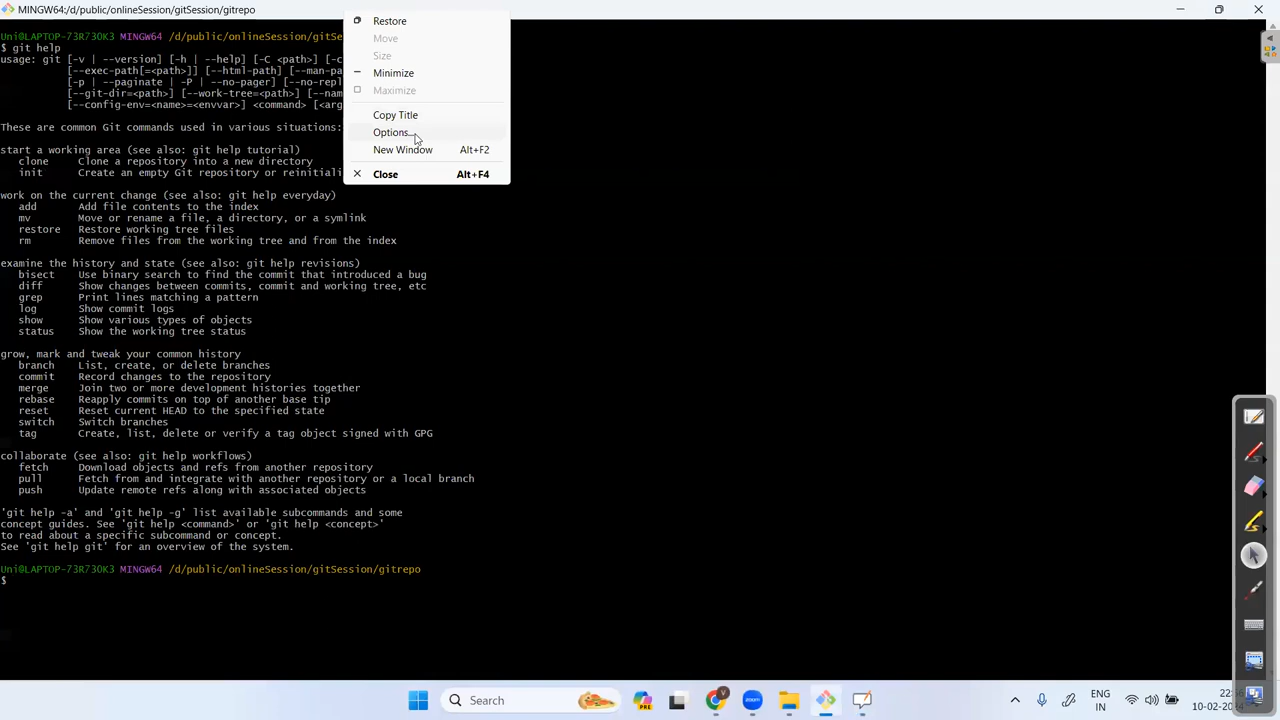 MINGW64:/d/public/onlineSession/gitSession/gitrepo
Uni@LAPTOP-73R73OK3 MINGW64 /d/public/onlineSession/gitSe
$ git help
usage: git [-v | --version] [-h | --help] [-C <path>] [-c
[--exec-path[=<path>]] [--html-path] [--man-pa
[-p | --paginate | -P | --no-pager] [--no-repl
[--git-dir=<path>] [--work-tree=<path>] [--nam
[--config-env=<name>=<envvar>] <command> [<arg
These are common Git commands used in various situations:
start a working area (see also: git help tutorial)
clone Clone a repository into a new directory
init Create an empty Git repository or reinitiali
work on the current change (see also: git help everyday)
add Add file contents to the index
mv Move or rename a file, a directory, or a symlink
restore Restore working tree files
rm Remove files from the working tree and from the index
examine the history and state (see also: git help revisions)
bisect Use binary search to find the commit that introduced a bug
diff Show changes between commits, commit and working tree, etc
grep Print lines matching a pattern
log Show commit logs
show Show various types of objects
status Show the working tree status
grow, mark and tweak your common history
branch List, create, or delete branches
commit Record changes to the repository
merge Join two or more development histories together
rebase Reapply commits on top of another base tip
reset Reset current HEAD to the specified state
switch Switch branches
tag Create, list, delete or verify a tag object signed with GPG
collaborate (see also: git help workflows)
fetch Download objects and refs from another repository
pull Fetch from and integrate with another repository or a local branch
push Update remote refs along with associated objects
'git help -a' and 'git help -g' list available subcommands and some
concept guides. See 'git help <command>' or 'git help <concept>'
to read about a specific subcommand or concept.
See 'git help git' for an overview of the system.
Uni@LAPTOP-73R73OK3 MINGW64 /d/public/onlineSession/gitSession/gitrepo
$
Restore
Move
Size
Minimize
Maximize
Copy Title
Options...
New Window Alt+F2
Close Alt+F4
Search
PRE
V
zoom
ENG
IN
10-02-20